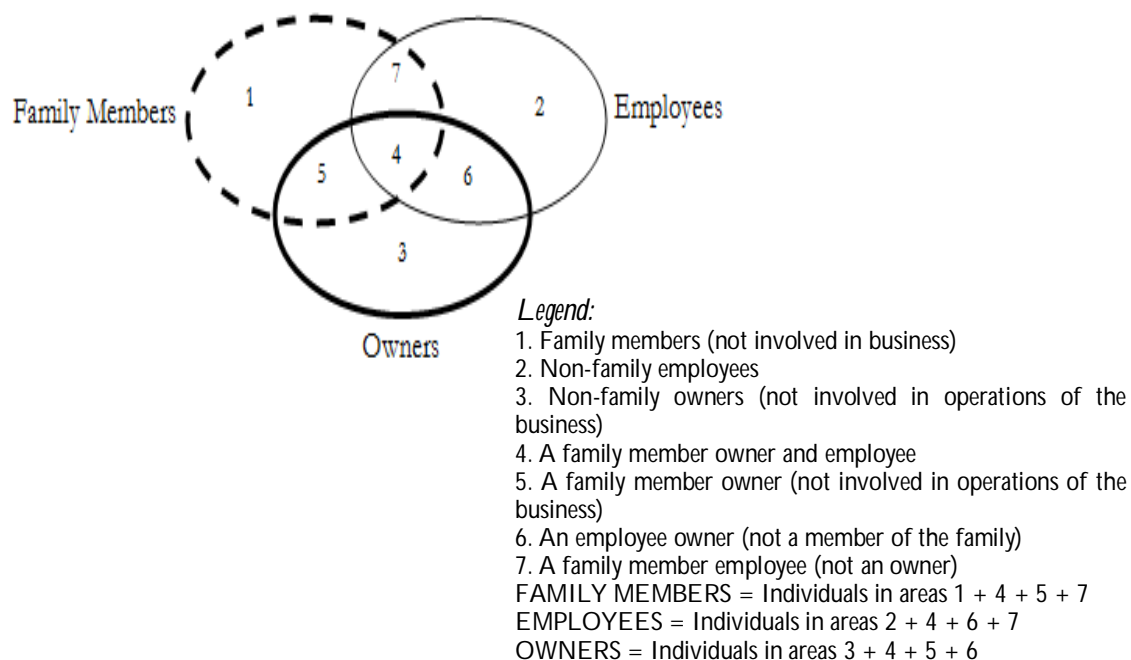 7
1
2
Family Members
Employees
4
5
6
3
Owners
Legend:
1. Family members (not involved in business)
2. Non-family employees
3. Non-family owners (not involved in operations of the
business)
4. A family member owner and employee
5. A family member owner (not involved in operations of the
business)
6. An employee owner (not a member of the family)
7. A family member employee (not an owner)
FAMILY MEMBERS = Individuals in areas 1 + 4 + 5 + 7
EMPLOYEES = Individuals in areas 2 + 4 + 6 + 7
OWNERS = Individuals in areas 3 + 4 + 5 + 6